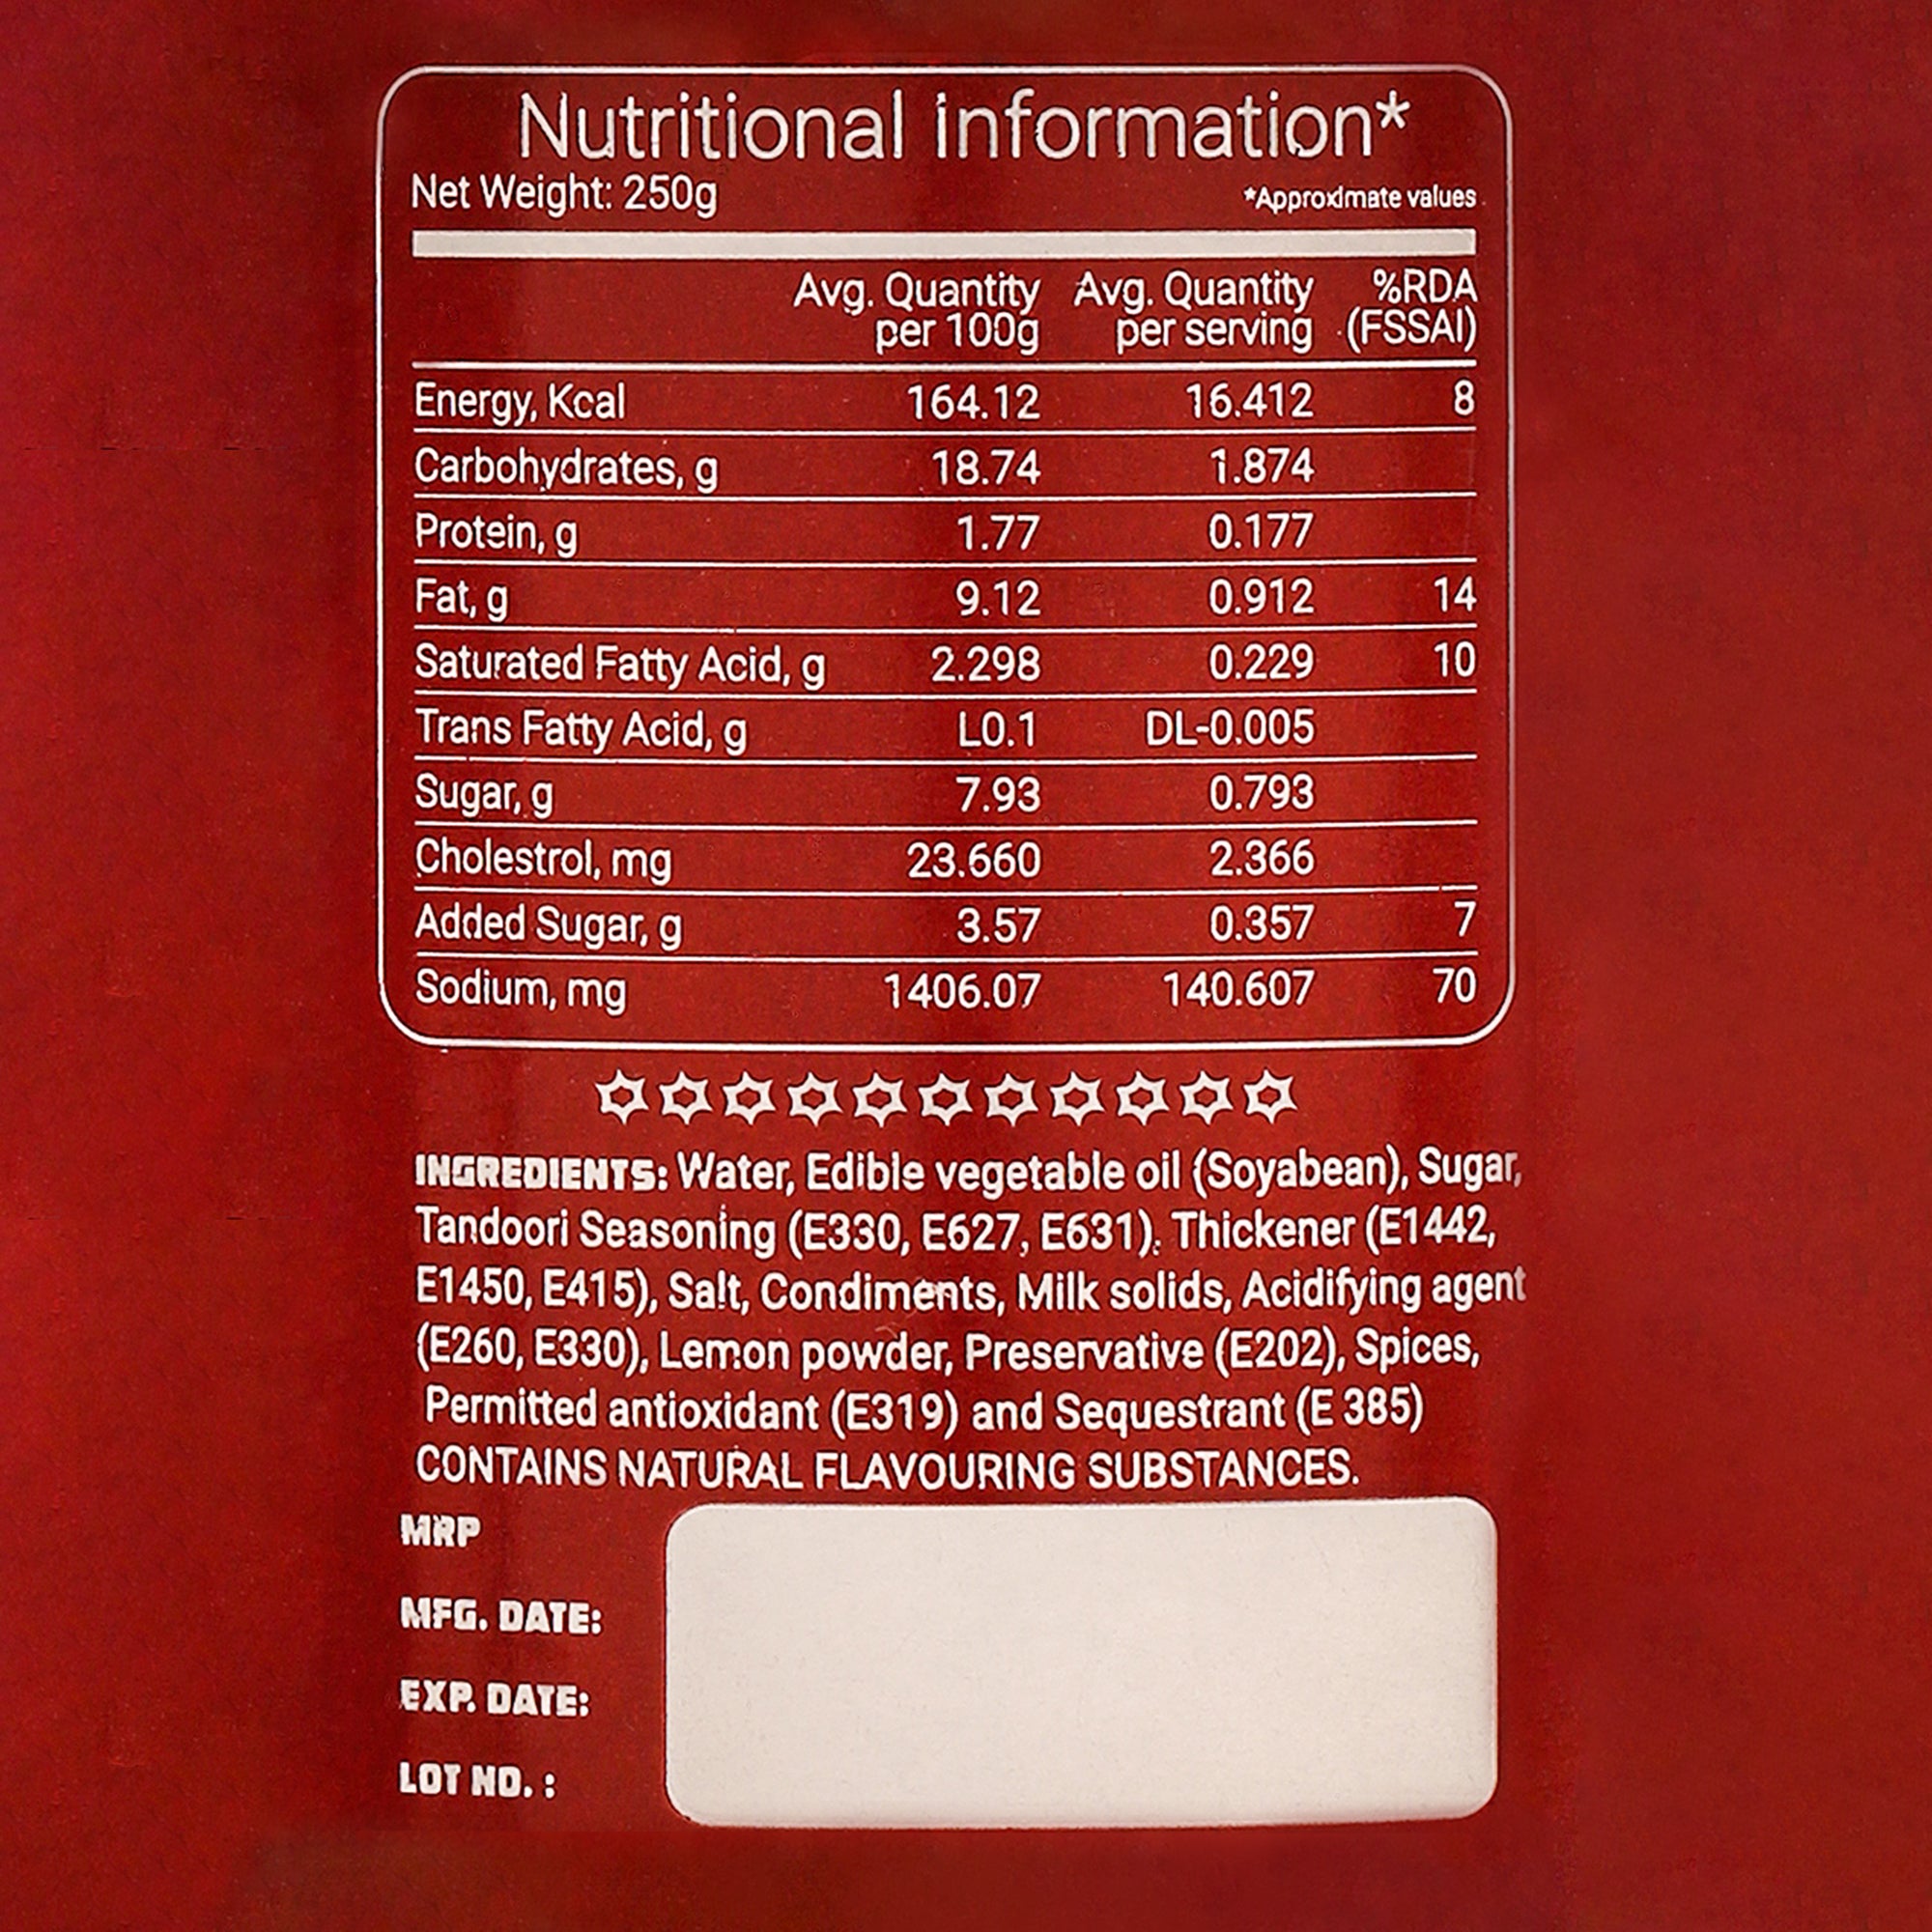 Nutritional information*
Net Weight: 250g *Approximate values
Avg. Quantity Avg. Quantity %RDA
per 100g per serving (FSSAI)
Energy, Kcal 164.12 16.412 8
Carbohydrates, g 18.74 1.874
Protein, g 1.77 0.177
Fat, g 9.12 0.912 14
Saturated Fatty Acid, g 2.298 0.229 10
Trans Fatty Acid, g L0.1 DL-0.005
Sugar, g 7.93 0.793
Cholestrol, mg 23.660 2.366
Added Sugar, g 3.57 0.357 7
Sodium, mg 1406.07 140.607 70
INGREDIENTS: Water, Edible vegetable oil (Soyabean), Sugar,
Tandoori Seasoning (E330, E627, E631), Thickener (E1442,
E1450, E415), Salt, Condiments, Milk solids, Acidifying agent
(E260, E330), Lemon powder, Preservative (E202), Spices,
Permitted antioxidant (E319) and Sequestrant (E 385)
CONTAINS NATURAL FLAVOURING SUBSTANCES.
MRP
MFG. DATE:
EXP. DATE:
LOT NO. :